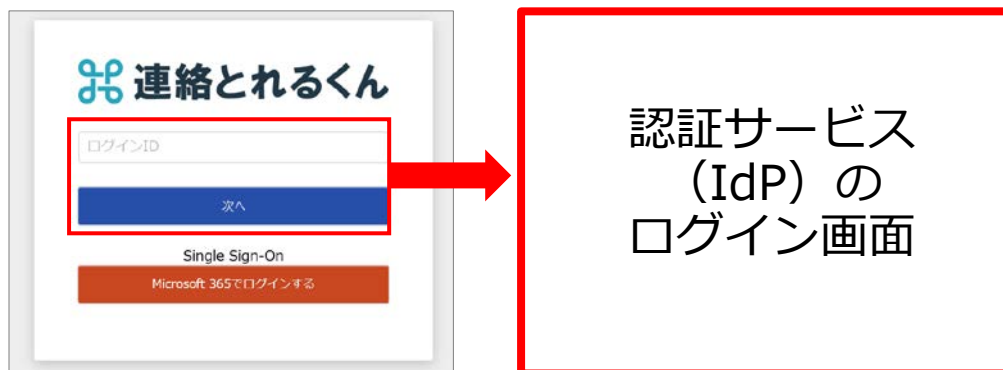 連絡とれるくん
ログインID
次へ
Single Sign-On
Microsoft 365でログインする
認証サービス
（IdP）の
ログイン画面